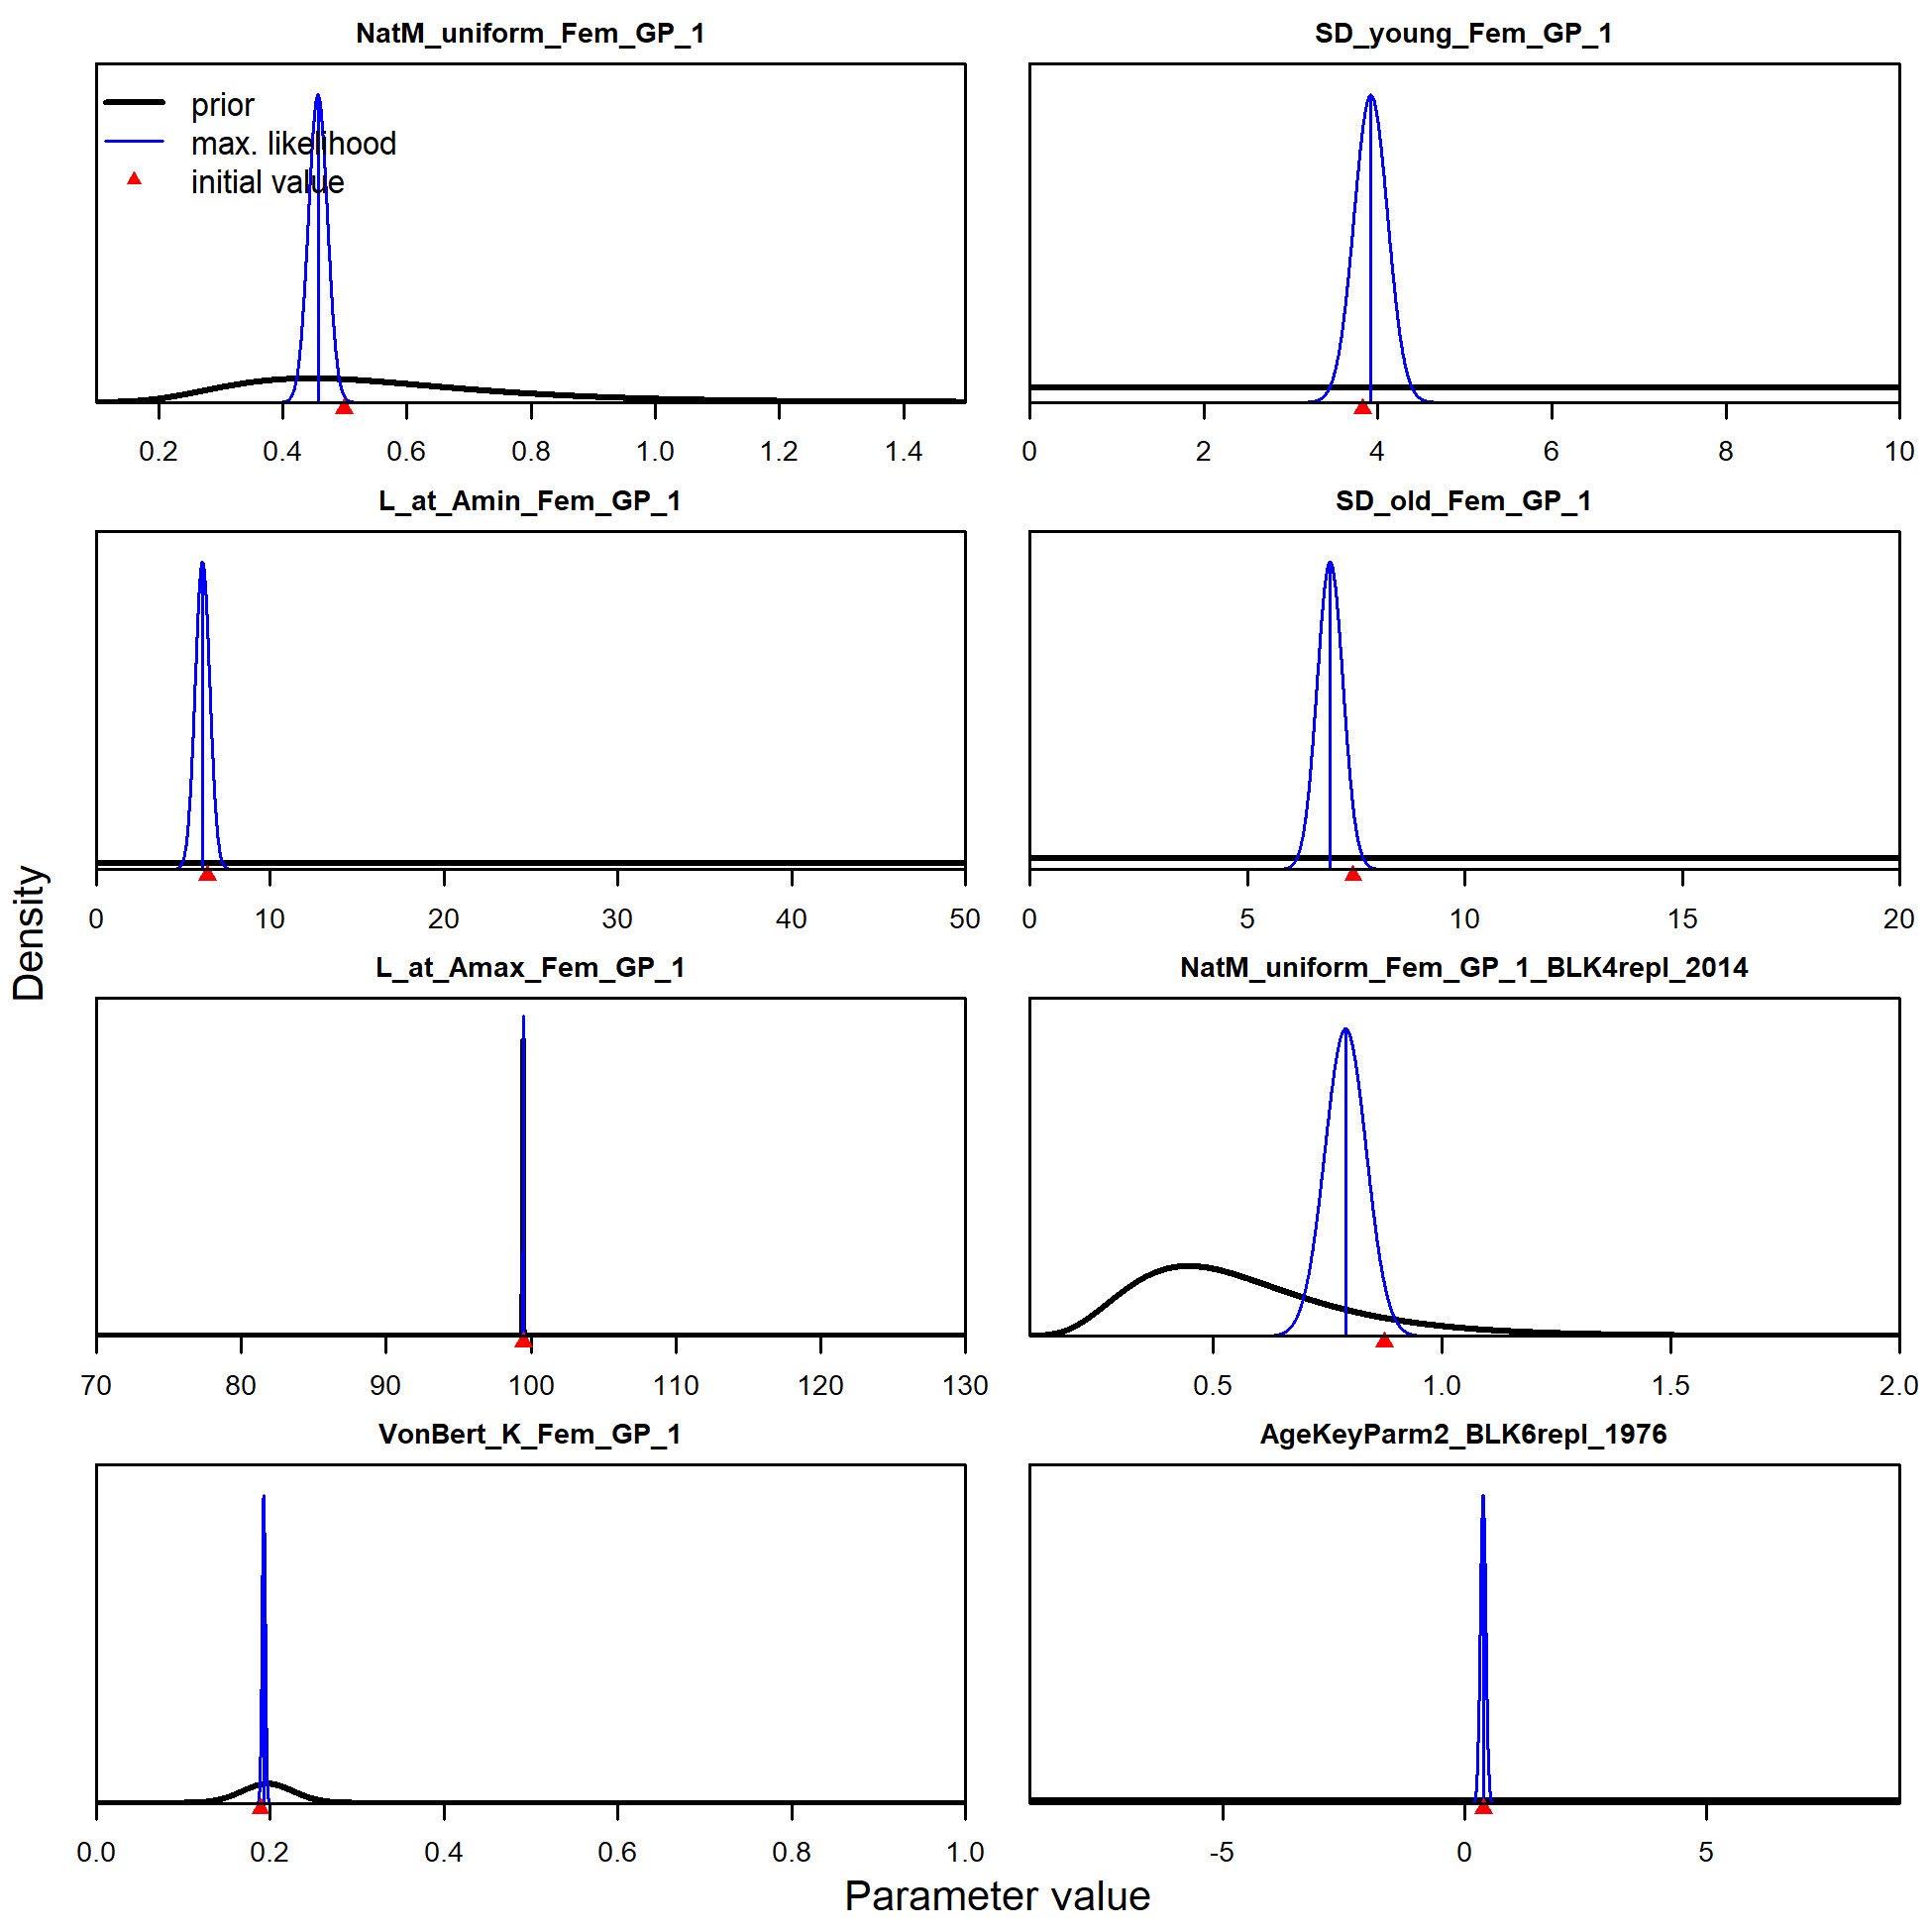 NatM_uniform_Fem_GP_1
prior
max. likelihood
initial value
0.2 0.4 0.6 0.8 1.0 1.2 1.4
SD_young_Fem_GP_1
0 2 4 6 8 10
L_at_Amin_Fem_GP_1
0 10 20 30 40 50
SD_old_Fem_GP_1
0 5 10 15 20
L_at_Amax_Fem_GP_1
70 80 90 100 110 120 130
NatM_uniform_Fem_GP_1_BLK4repl_2014
0.5 1.0 1.5 2.0
VonBert_K_Fem_GP_1
0.0 0.2 0.4 0.6 0.8 1.0
AgeKeyParm2_BLK6repl_1976
-5 0 5
Density
Parameter value